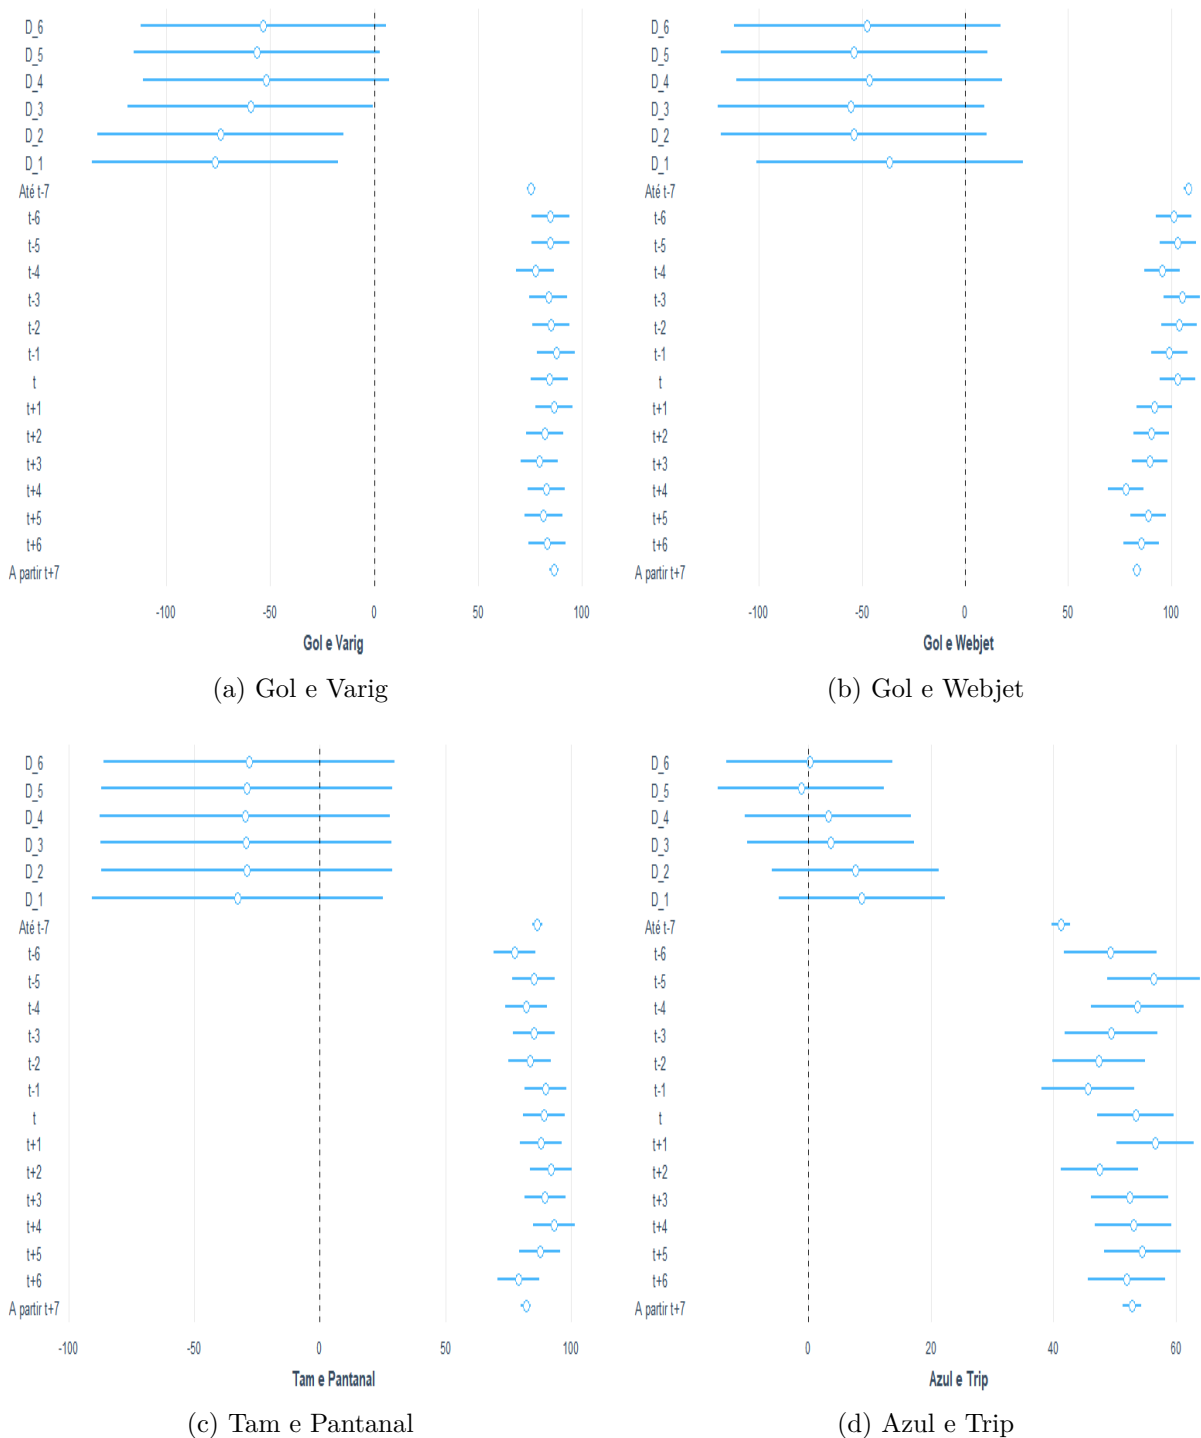 D_6
D_5
D_4
D_3
D_2
D_1
Até t-7
t-6
t-5
t-4
t-3
t-2
t-1
t
t+1
t+2
t+3
t+4
t+5
t+6
A partir t+7
-100 -50 0 50 100
Gol e Varig
(a) Gol e Varig
D_6
D_5
D_4
D_3
D_2
D_1
Até t-7
t-6
t-5
t-4
t-3
t-2
t-1
t
t+1
t+2
t+3
t+4
t+5
t+6
A partir t+7
-100 -50 0 50 100
Gol e Webjet
(b) Gol e Webjet
D_6
D_5
D_4
D_3
D_2
D_1
Até t-7
t-6
t-5
t-4
t-3
t-2
t-1
t
t+1
t+2
t+3
t+4
t+5
t+6
A partir t+7
-100 -50 0 50 100
Tam e Pantanal
(c) Tam e Pantanal
D_6
D_5
D_4
D_3
D_2
D_1
Até t-7
t-6
t-5
t-4
t-3
t-2
t-1
t
t+1
t+2
t+3
t+4
t+5
t+6
A partir t+7
0 20 40 60
Azul e Trip
(d) Azul e Trip